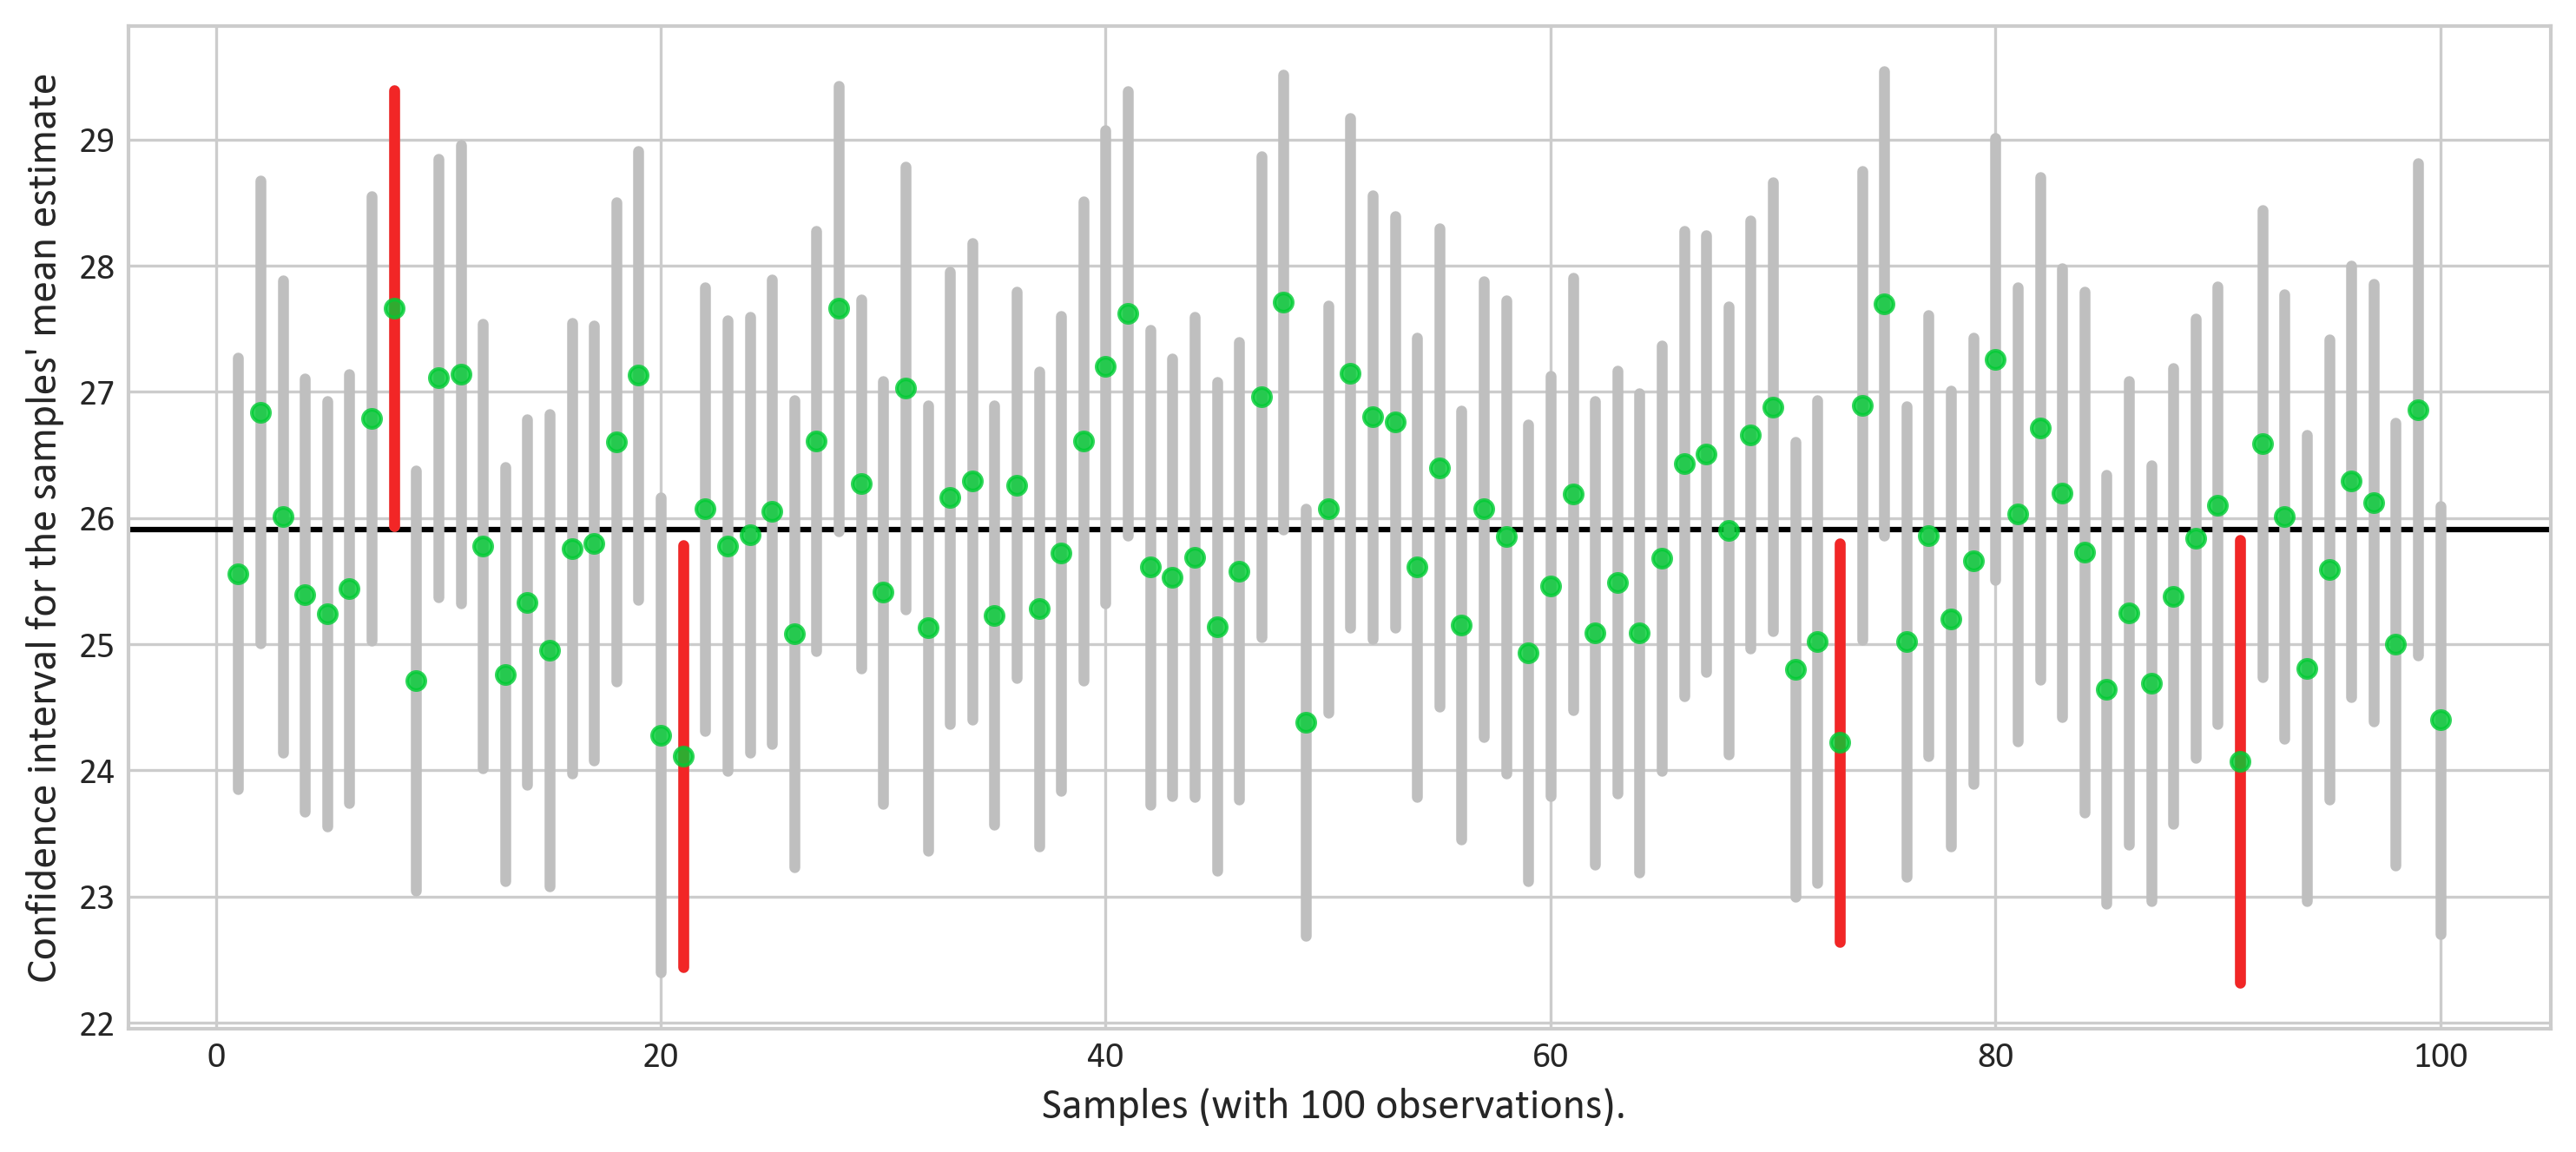 Confidence interval for the samples' mean estimate
29
28
27
26
25
24
23
22
0 20 40 60 80 100
Samples (with 100 observations).